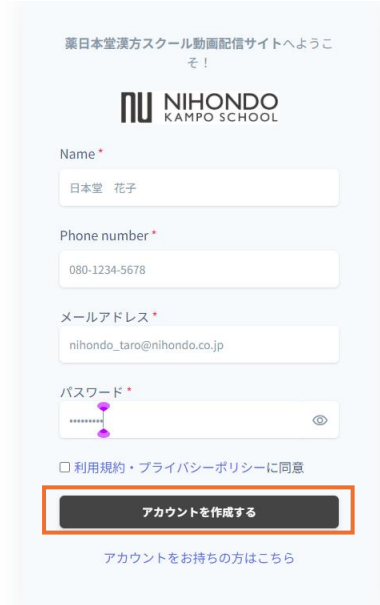 薬日本堂漢方スクール動画配信サイトへようこ
そ！
NIHONDO
KAMPO SCHOOL
Name *
日本堂　花子
Phone number *
080-1234-5678
メールアドレス *
nihondo_taro@nihondo.co.jp
パスワード *
利用規約・プライバシーポリシーに同意
アカウントを作成する
アカウントをお持ちの方はこちら